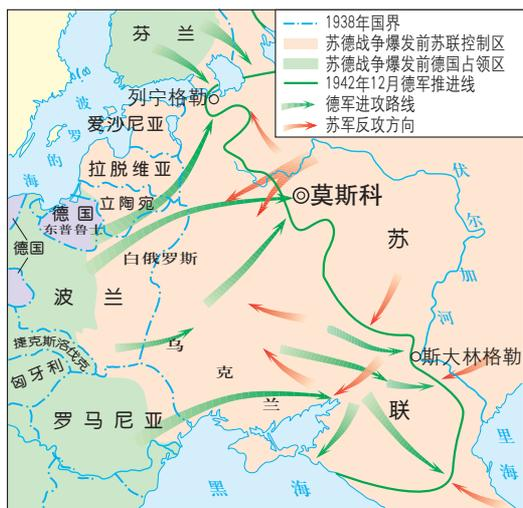 1938年国界
苏德战争爆发前苏联控制区
苏德战争爆发前德国占领区
1942年12月德军推进线
德军进攻路线
苏军反攻方向
芬兰
列宁格勒
波罗的海
爱沙尼亚
拉脱维亚
立陶宛
德国
东普鲁士
德国
莫斯科
伏尔加河
苏联
白俄罗斯
波兰
乌克兰
捷克斯洛伐克
匈牙利
斯大林格勒
罗马尼亚
黑海
里海